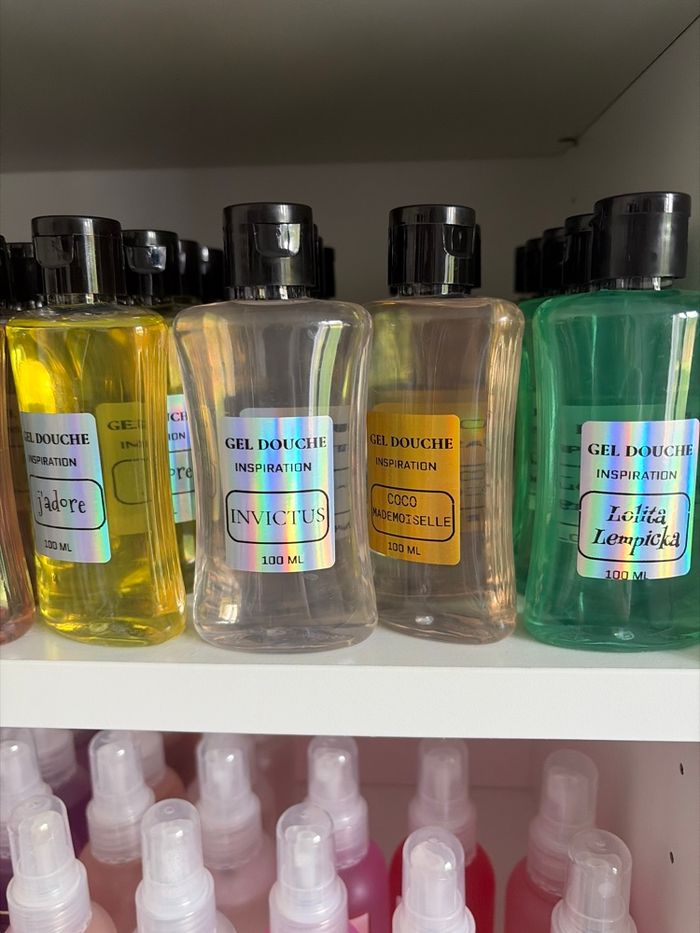 GEL DOUCHE
INSPIRATION
j'adore
100 ML
GEL DOUCHE
INSPIRATION
INVICTUS
100 ML
GEL DOUCHE
INSPIRATION
COCO
MADEMOISELLE
100 ML
GEL DOUCHE
INSPIRATION
Lolita
Lempicka
100 ML